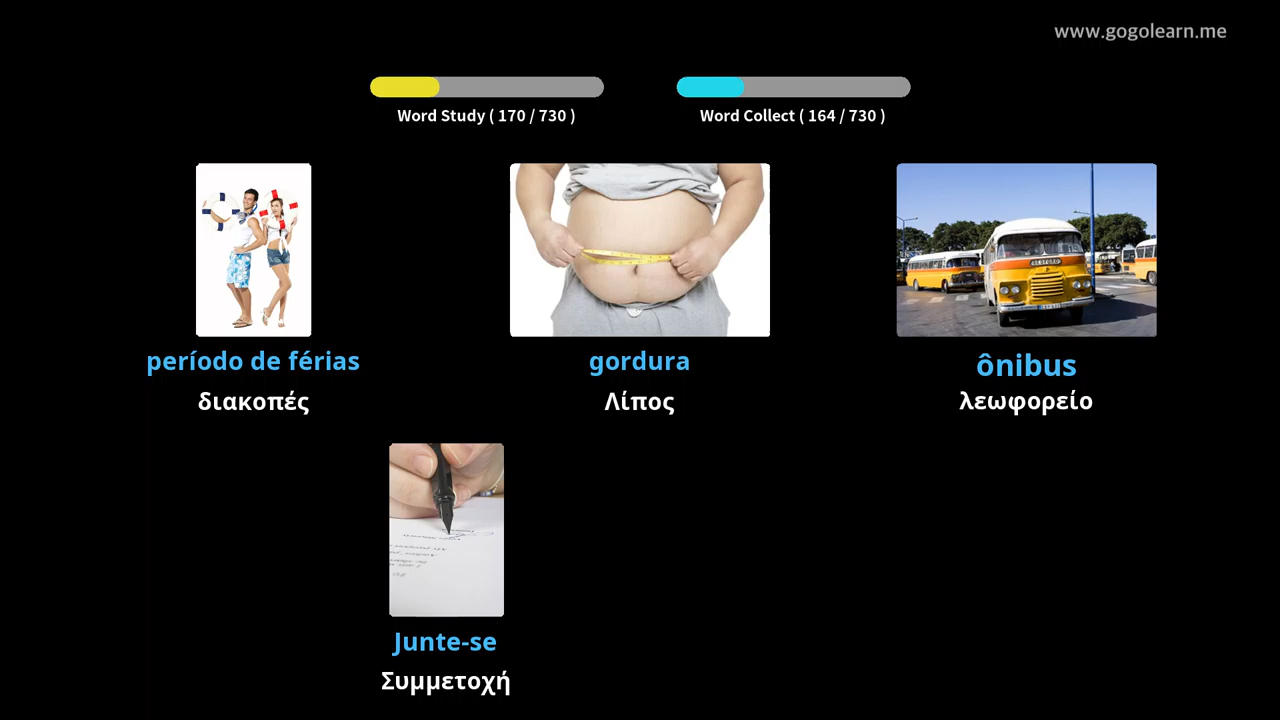 www.gogolearn.me
Word Study ( 170 / 730 )
Word Collect ( 164 / 730 )
período de férias
διακοπές
gordura
Λίπος
ônibus
λεωφορείο
Junte-se
Συμμετοχή